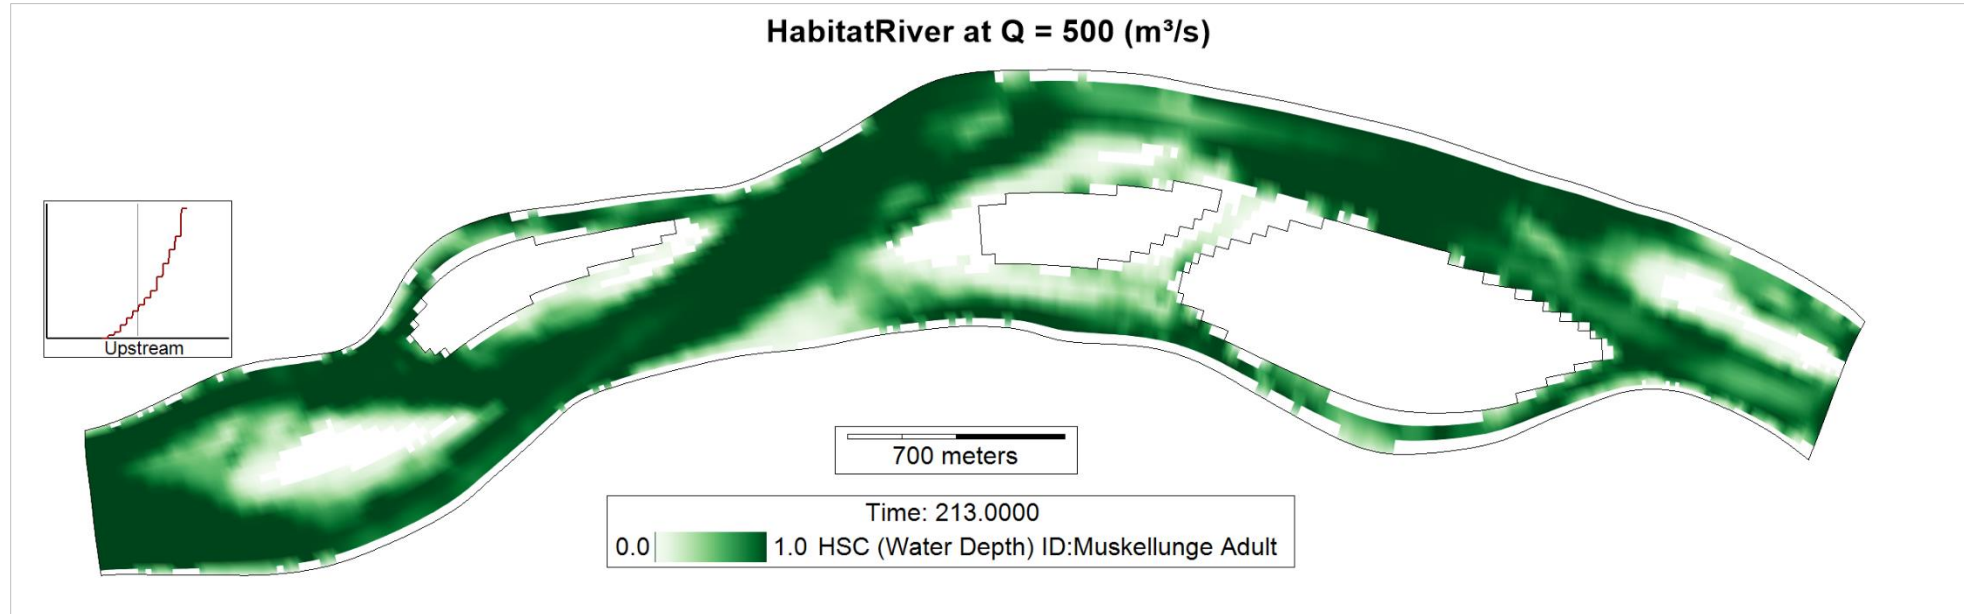 HabitatRiver at Q = 500 (m³/s)
Upstream
700 meters
Time: 213.0000
0.0 1.0 HSC (Water Depth) ID:Muskellunge Adult